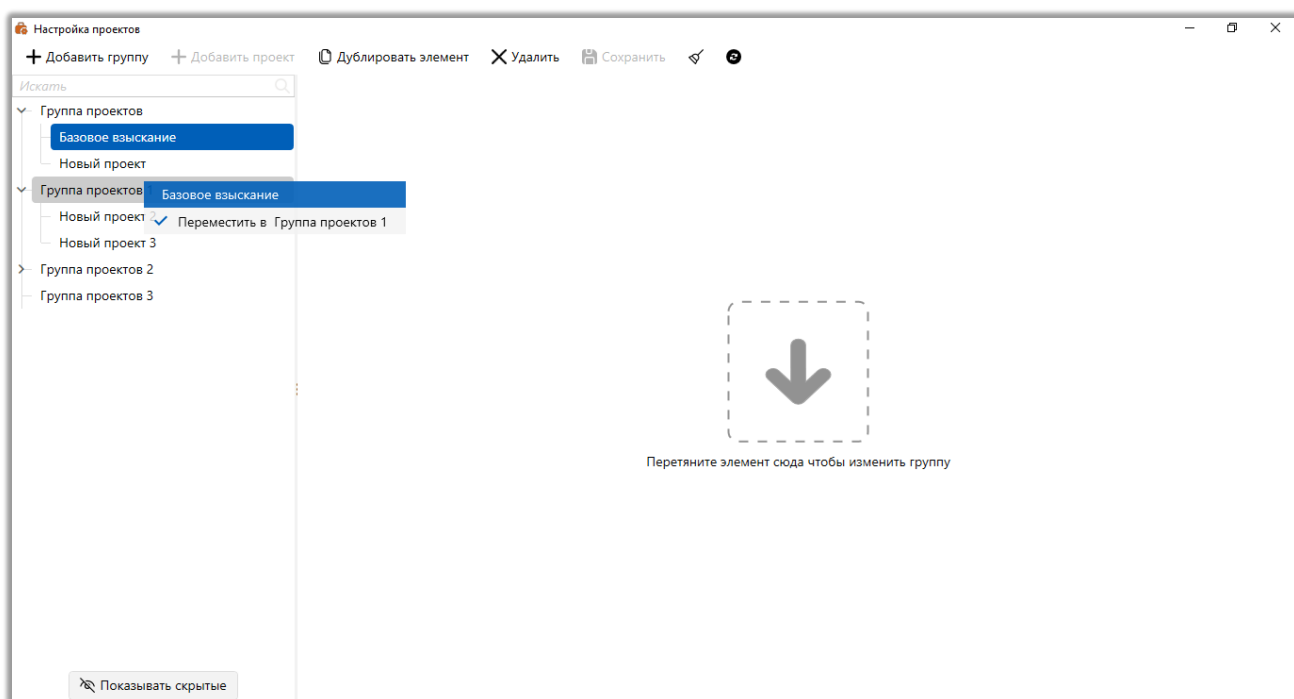 Настройка проектов
Добавить группу Добавить проект Дублировать элемент Удалить Сохранить
Искать
Группа проектов
Базовое взыскание
Новый проект
Группа проектов
Базовое взыскание
Новый проект 2
Переместить в Группа проектов 1
Новый проект 3
Группа проектов 2
Группа проектов 3
Перетяните элемент сюда чтобы изменить группу
Показывать скрытые